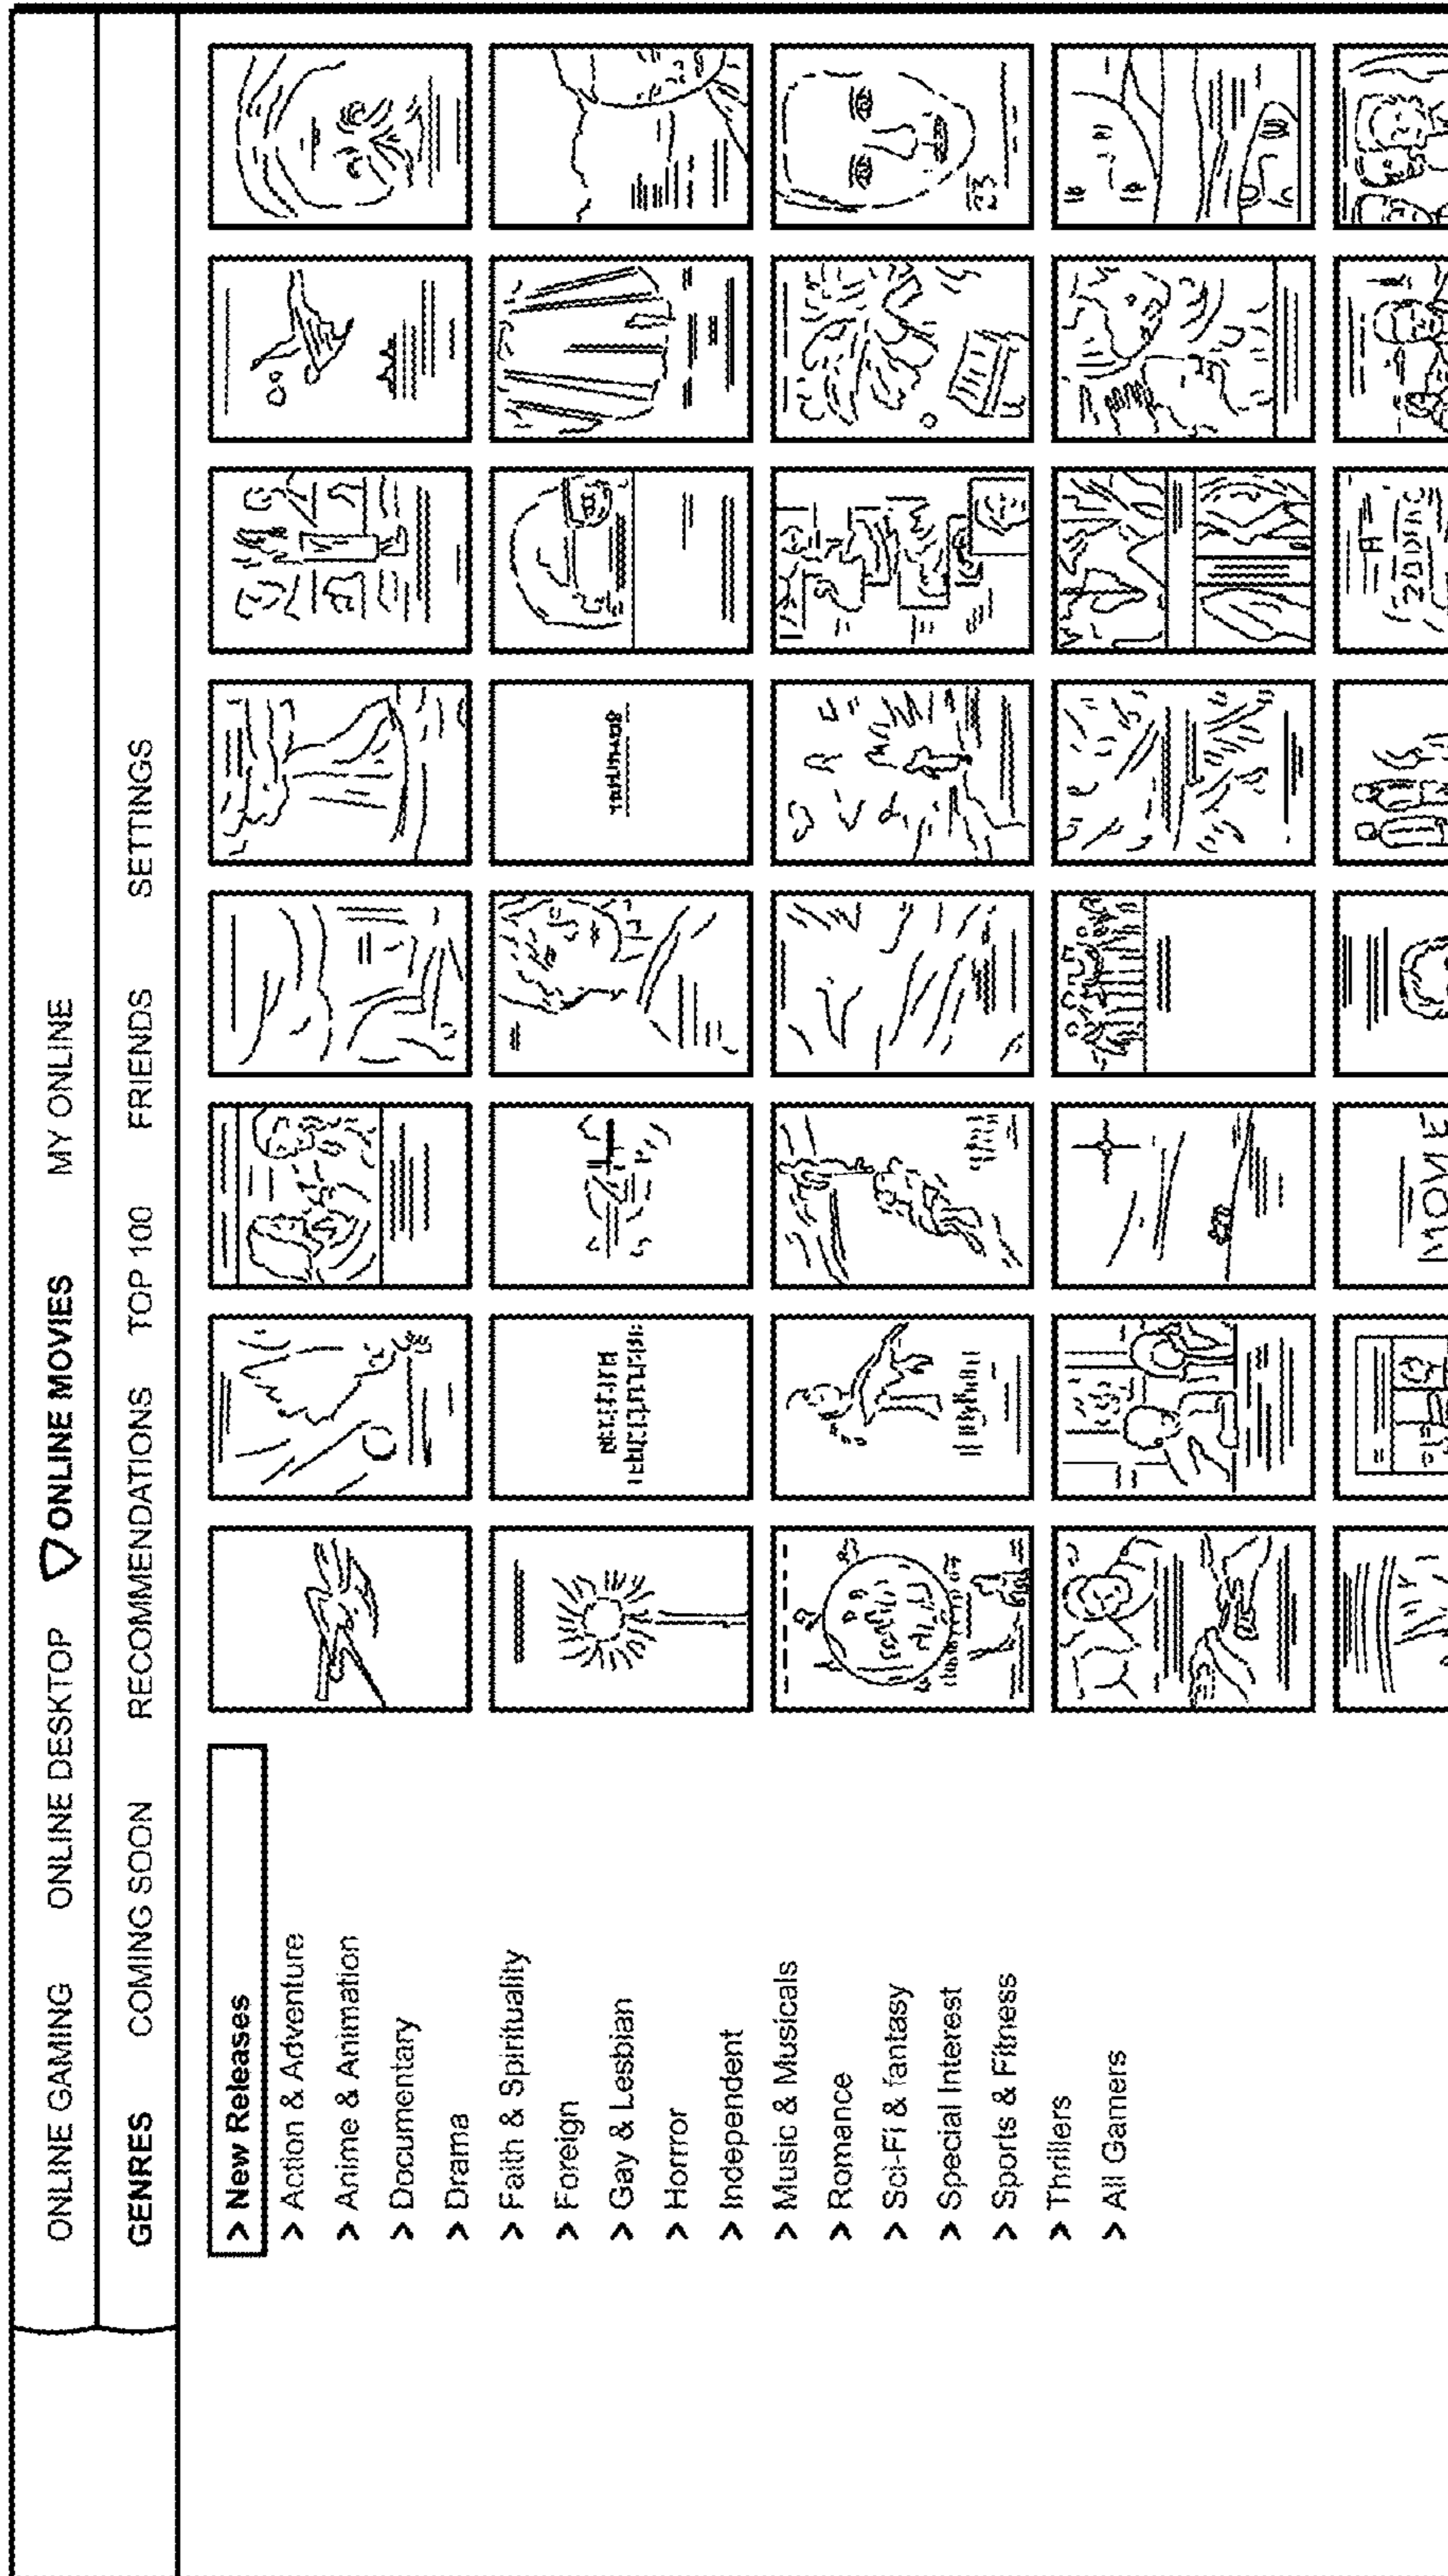 ONLINE GAMING ONLINE DESKTOP ONLINE MOVIES MY ONLINE
GENRES COMING SOON RECOMMENDATIONS TOP 100 FRIENDS SETTINGS
> New Releases
> Action & Adventure
> Anime & Animation
> Documentary
> Drama
> Faith & Spirituality
> Foreign
> Gay & Lesbian
> Horrror
> Independent
> Music & Musicals
> Romance
> Sci-Fi & fantasy
> Special Interest
> Sports & Fitness
> Thrillers
> All Gamers
23
MOVIE